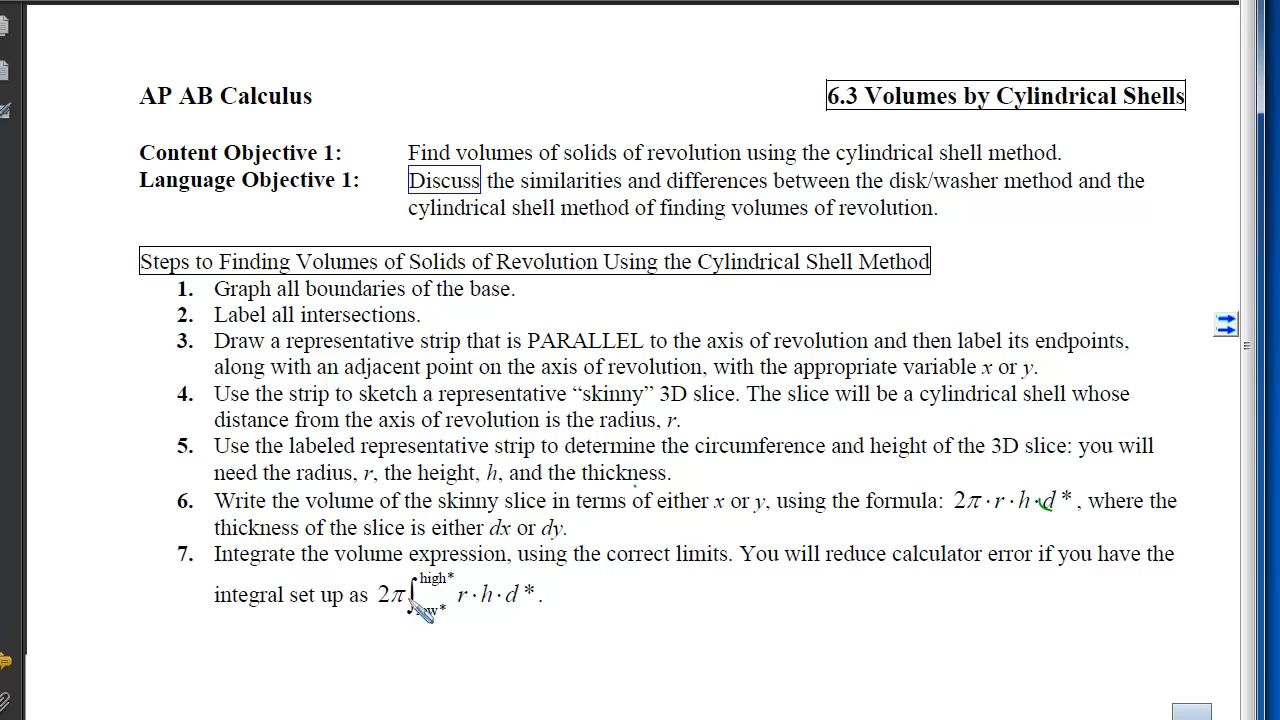 AP AB Calculus 6.3 Volumes by Cylindrical Shells
Content Objective 1: Find volumes of solids of revolution using the cylindrical shell method.
Language Objective 1: Discuss the similarities and differences between the disk/washer method and the
cylindrical shell method of finding volumes of revolution.
Steps to Finding Volumes of Solids of Revolution Using the Cylindrical Shell Method
1. Graph all boundaries of the base.
2. Label all intersections.
3. Draw a representative strip that is PARALLEL to the axis of revolution and then label its endpoints,
along with an adjacent point on the axis of revolution, with the appropriate variable x or y.
4. Use the strip to sketch a representative “skinny” 3D slice. The slice will be a cylindrical shell whose
distance from the axis of revolution is the radius, r.
5. Use the labeled representative strip to determine the circumference and height of the 3D slice: you will
need the radius, r, the height, h, and the thickness.
6. Write the volume of the skinny slice in terms of either x or y, using the formula: 2π · r · h · d * , where the
thickness of the slice is either dx or dy.
7. Integrate the volume expression, using the correct limits. You will reduce calculator error if you have the
high*
integral set up as 2π∫ r · h · d * .